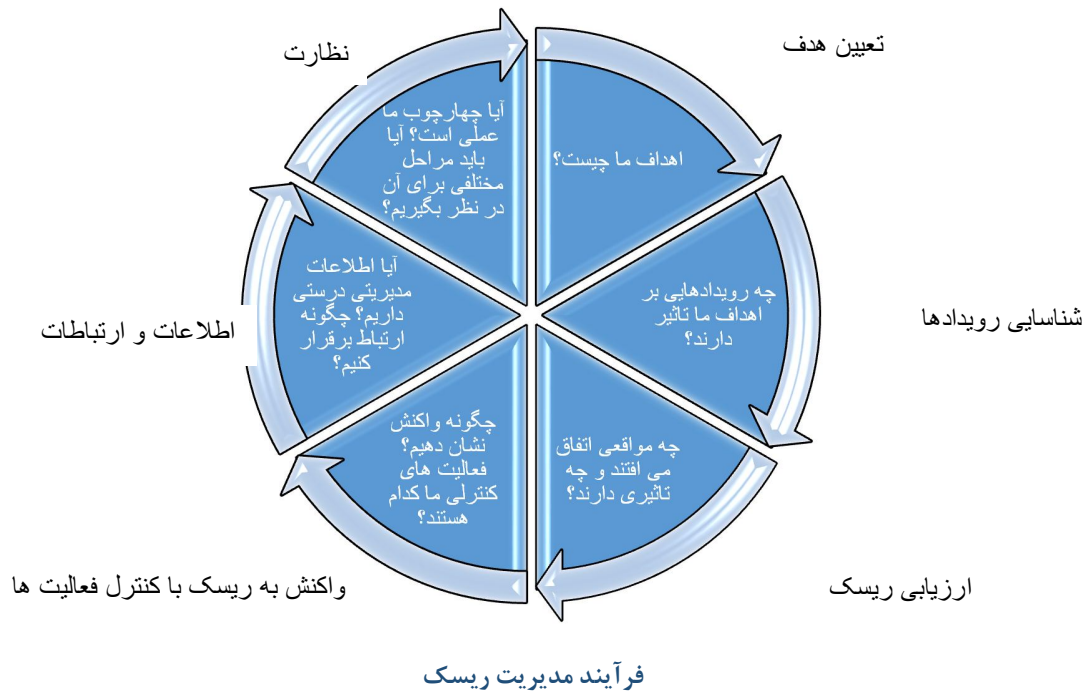 تعیین هدف
اهداف ما چیست؟
شناسایی رویدادها
چه رویدادهایی بر
اهداف ما تاثیر
دارند؟
ارزیابی ریسک
چه مواقعی اتفاق
می افتند و چه
تاثیری دارند؟
واکنش به ریسک با کنترل فعالیت ها
چگونه واکنش
نشان دهیم؟
فعالیت های
کنترلی ما کدام
هستند؟
اطلاعات و ارتباطات
آیا اطلاعات
مدیریتی درستی
داریم؟ چگونه
ارتباط برقرار
کنیم؟
نظارت
آیا چهارچوب ما
عملی است؟ آیا
باید مراحل
مختلفی برای آن
در نظر بگیریم؟
فرآیند مدیریت ریسک